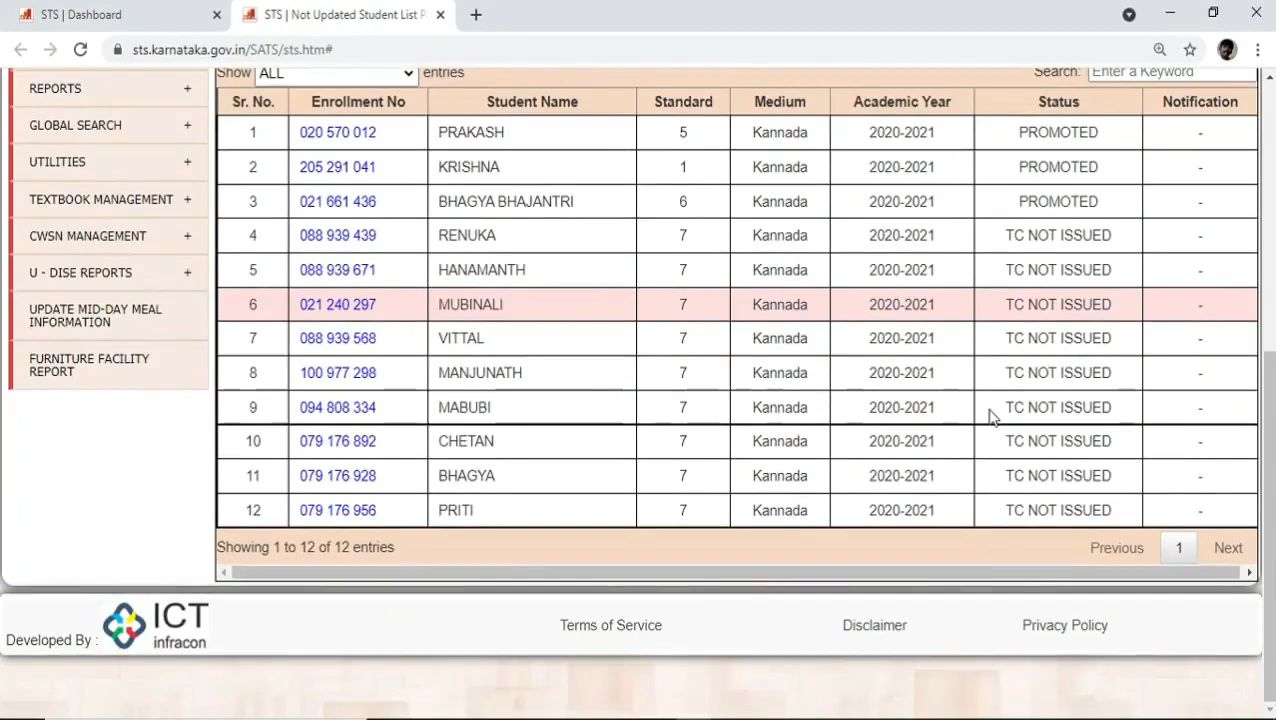 STS | Dashboard
STS | Not Updated Student List P
sts.karnataka.gov.in/SATS/sts.htm#
REPORTS +
GLOBAL SEARCH +
UTILITIES +
TEXTBOOK MANAGEMENT +
CWSN MANAGEMENT +
U - DISE REPORTS +
UPDATE MID-DAY MEAL
INFORMATION
FURNITURE FACILITY
REPORT
Show ALL entries Search: Enter a Keyword
Sr. No. Enrollment No Student Name Standard Medium Academic Year Status Notification
1 020 570 012 PRAKASH 5 Kannada 2020-2021 PROMOTED -
2 205 291 041 KRISHNA 1 Kannada 2020-2021 PROMOTED -
3 021 661 436 BHAGYA BHAJANTRI 6 Kannada 2020-2021 PROMOTED -
4 088 939 439 RENUKA 7 Kannada 2020-2021 TC NOT ISSUED -
5 088 939 671 HANAMANTH 7 Kannada 2020-2021 TC NOT ISSUED -
6 021 240 297 MUBINALI 7 Kannada 2020-2021 TC NOT ISSUED -
7 088 939 568 VITTAL 7 Kannada 2020-2021 TC NOT ISSUED -
8 100 977 298 MANJUNATH 7 Kannada 2020-2021 TC NOT ISSUED -
9 094 808 334 MABUBI 7 Kannada 2020-2021 TC NOT ISSUED -
10 079 176 892 CHETAN 7 Kannada 2020-2021 TC NOT ISSUED -
11 079 176 928 BHAGYA 7 Kannada 2020-2021 TC NOT ISSUED -
12 079 176 956 PRITI 7 Kannada 2020-2021 TC NOT ISSUED -
Showing 1 to 12 of 12 entries Previous 1 Next
Developed By : ICT infracon Terms of Service Disclaimer Privacy Policy